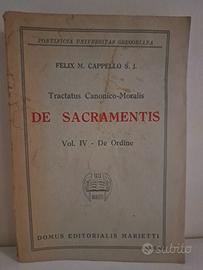 PONTIFICIA UNIVERSITAS GREGORIANA
FELIX M. CAPPELLO S. J.
Tractatus Canonico-Moralis
DE SACRAMENTIS
Vol. IV - De Ordine
DOMUS EDITORIALIS MARIETTI
subito